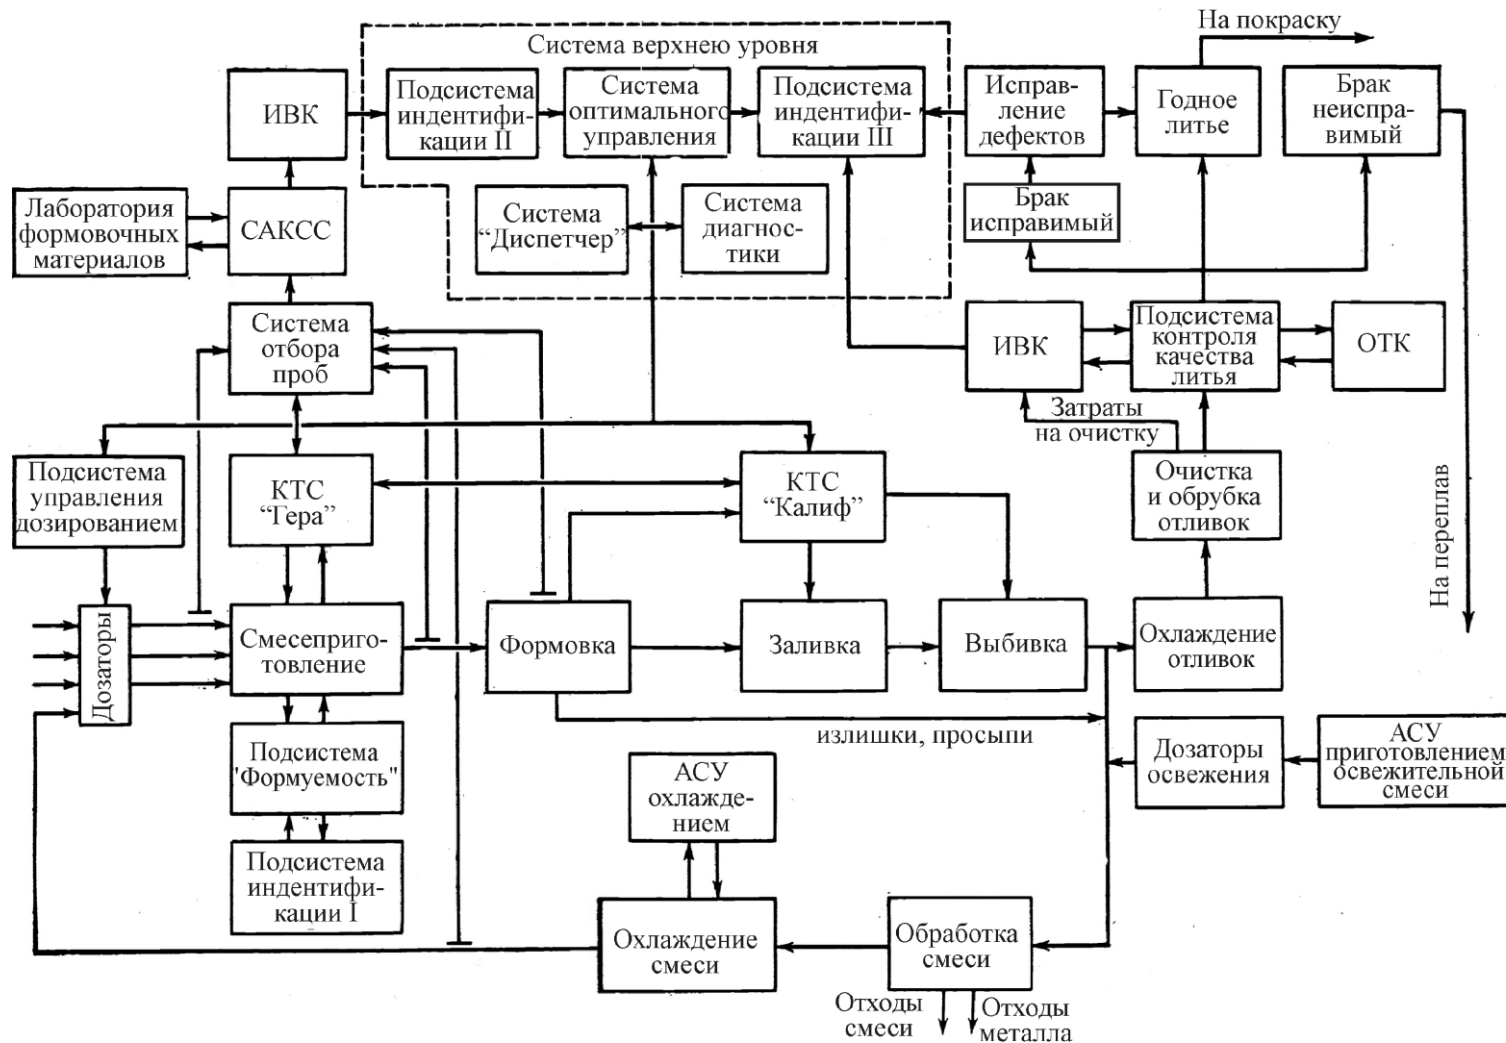 На покраску
Система верхнею уровня
ИВК
Подсистема
индентифи-
кации II
Система
оптимального
управления
Подсистема
индентифи-
кации III
Исправ-
ление
дефектов
Годное
литье
Брак
неиспра-
вимый
Лаборатория
формовочных
материалов
САКСС
Система
“Диспетчер”
Система
диагнос-
тики
Брак
исправимый
Система
отбора
проб
ИВК
Подсистема
контроля
качества
литья
ОТК
Затраты
на очистку
Подсистема
управления
дозированием
КТС
“Гера”
КТС
“Калиф”
Очистка
и обрубка
отливок
На переплав
Дозаторы
Смесеприго-
товление
Формовка
Заливка
Выбивка
Охлаждение
отливок
излишки, просыпи
Подсистема
'Формуемость"
АСУ
охлажде-
нием
Дозаторы
освежения
АСУ
приготовлением
освежительной
смеси
Подсистема
индентифи-
кации I
Охлаждение
смеси
Обработка
смеси
Отходы
смеси
Отходы
металла